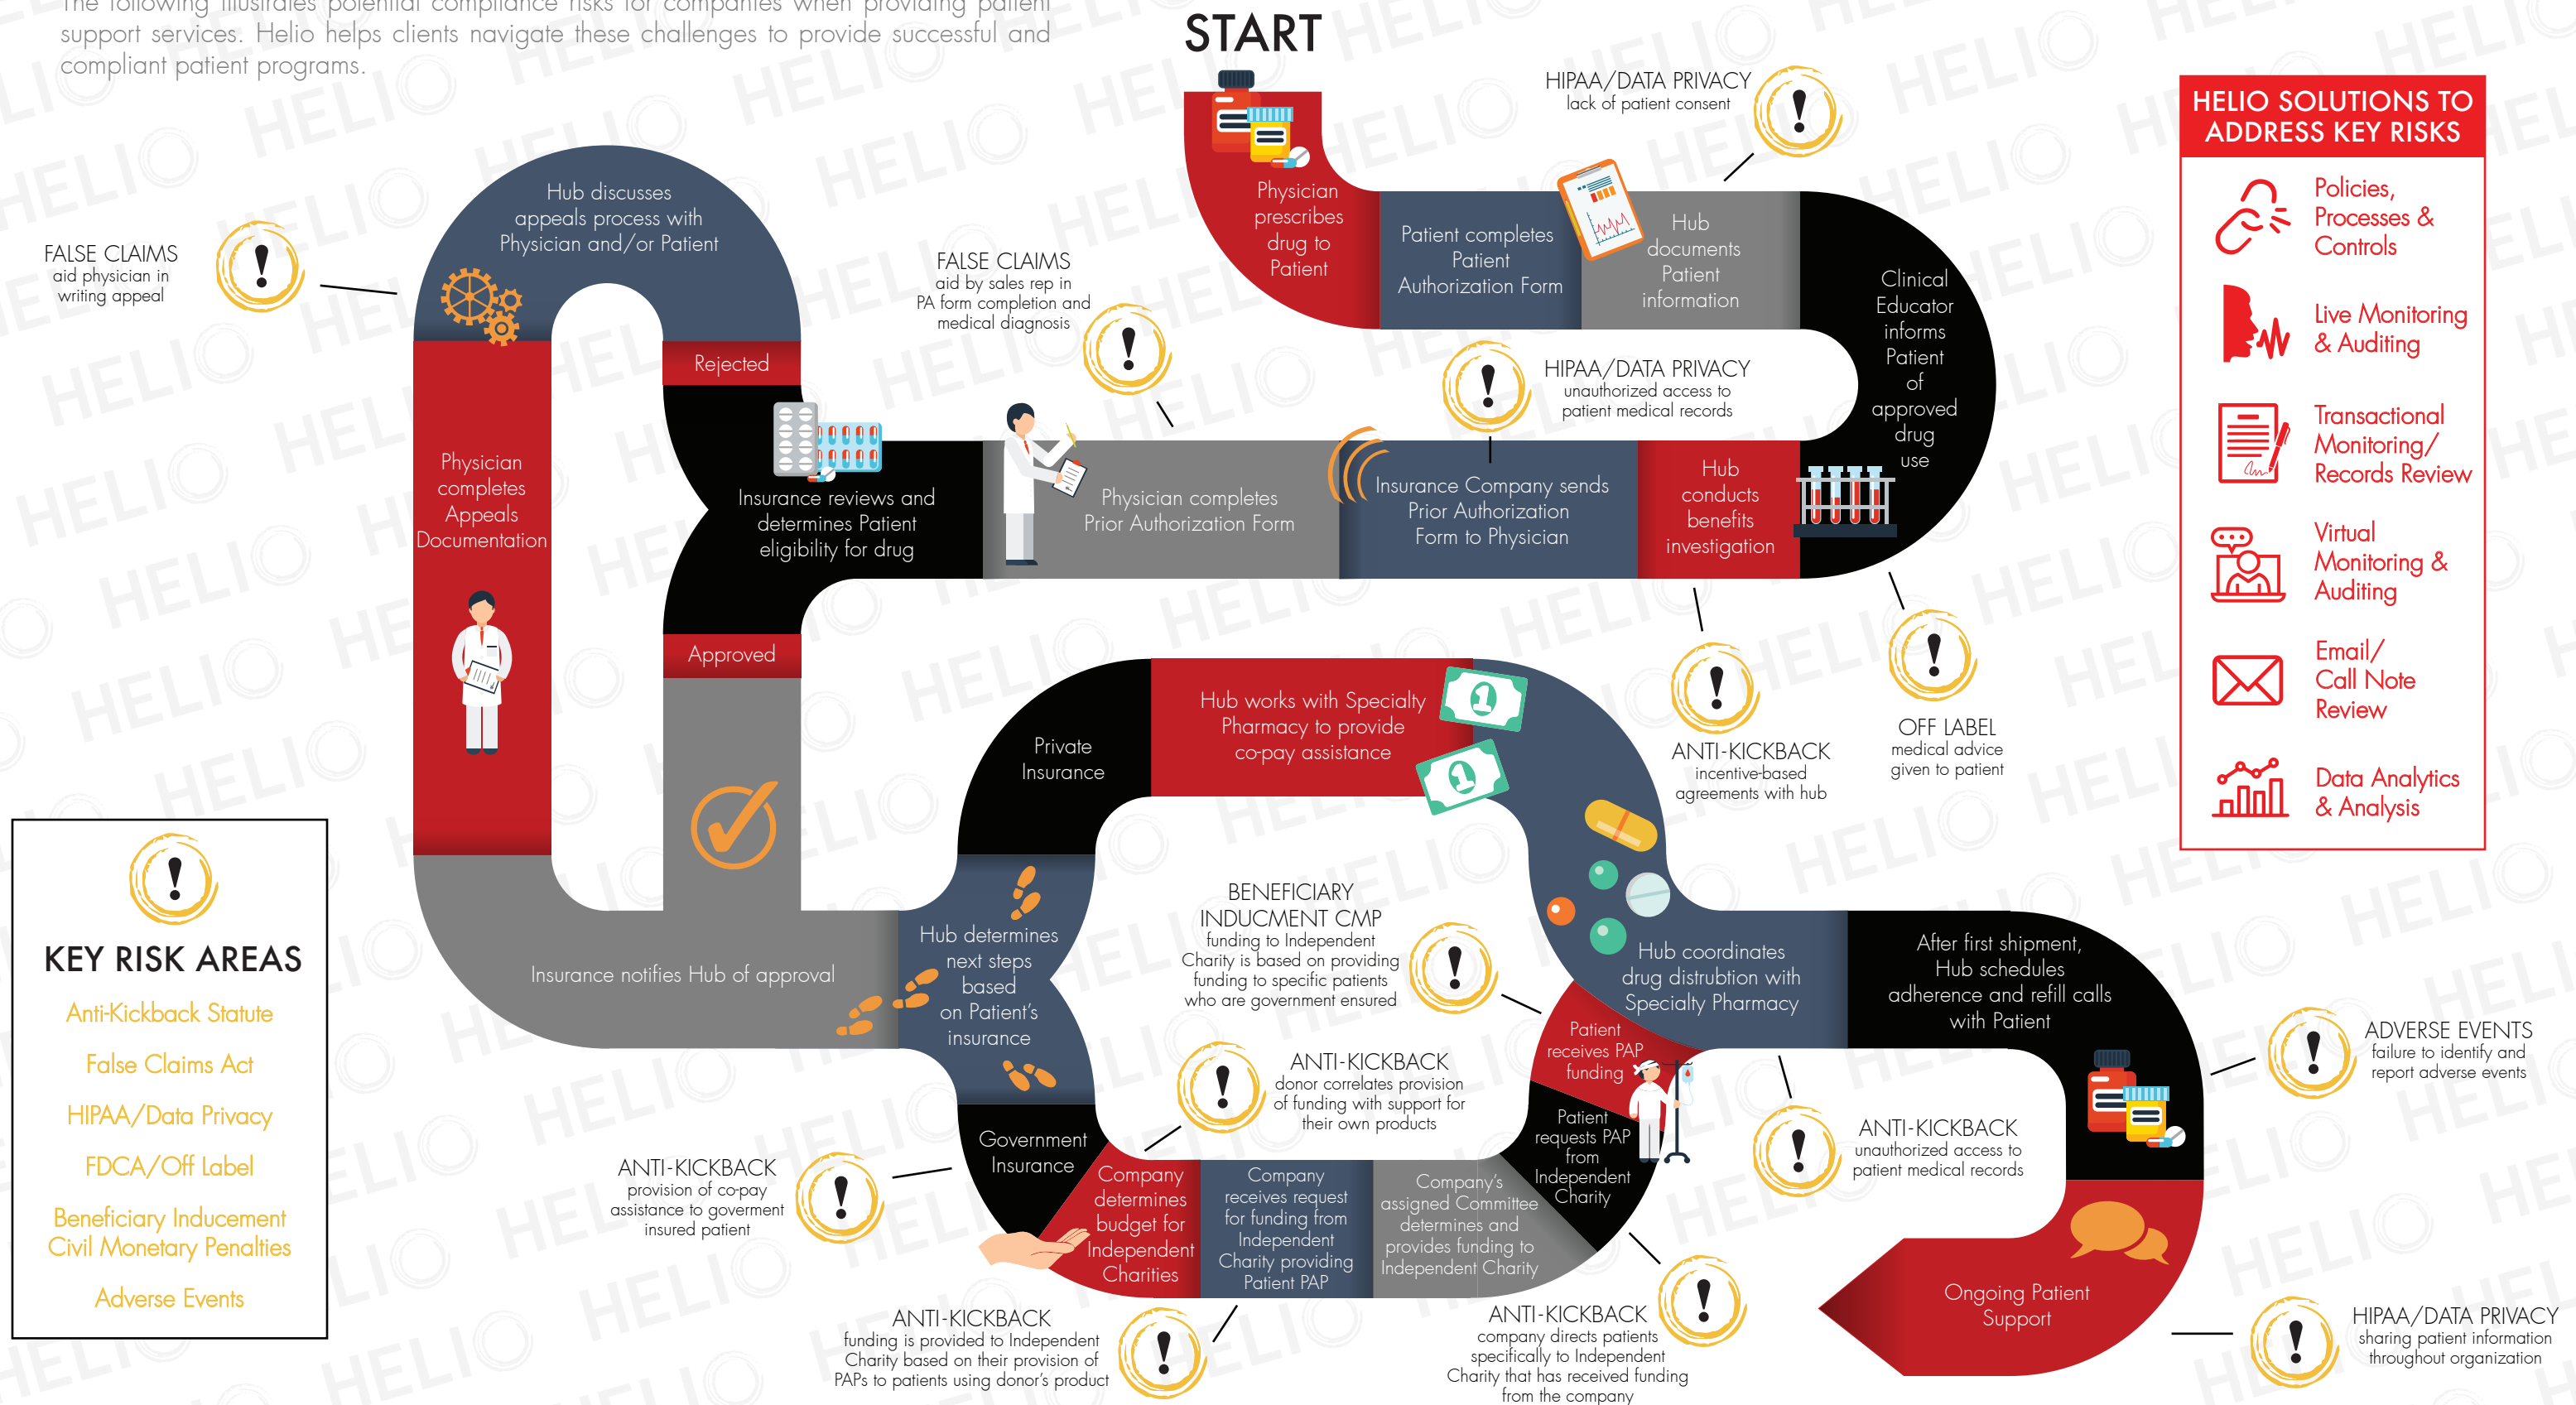 The following illustrates potential compliance risks for companies when providing patient
support services. Helio helps clients navigate these challenges to provide successful and
compliant patient programs.
START
Physician
prescribes
drug to
Patient
Patient completes
Patient
Authorization Form
Hub
documents
Patient
information
HIPAA/DATA PRIVACY
lack of patient consent
Clinical
Educator
informs
Patient
of
approved
drug
use
OFF LABEL
medical advice
given to patient
Hub
conducts
benefits
investigation
ANTI-KICKBACK
incentive-based
agreements with hub
Insurance Company sends
Prior Authorization
Form to Physician
HIPAA/DATA PRIVACY
unauthorized access to
patient medical records
Physician completes
Prior Authorization Form
FALSE CLAIMS
aid by sales rep in
PA form completion and
medical diagnosis
Insurance reviews and
determines Patient
eligibility for drug
Rejected
Hub discusses
appeals process with
Physician and/or Patient
FALSE CLAIMS
aid physician in
writing appeal
Physician
completes
Appeals
Documentation
Approved
Insurance notifies Hub of approval
Hub determines
next steps
based
on Patient's
insurance
Private
Insurance
Hub works with Specialty
Pharmacy to provide
co-pay assistance
Government
Insurance
ANTI-KICKBACK
provision of co-pay
assistance to goverment
insured patient
Company
determines
budget for
Independent
Charities
ANTI-KICKBACK
donor correlates provision
of funding with support for
their own products
Company
receives request
for funding from
Independent
Charity providing
Patient PAP
ANTI-KICKBACK
funding is provided to Independent
Charity based on their provision of
PAPs to patients using donor's product
Company's
assigned Committee
determines and
provides funding to
Independent Charity
Patient
requests PAP
from
Independent
Charity
ANTI-KICKBACK
company directs patients
specifically to Independent
Charity that has received funding
from the company
Patient
receives PAP
funding
BENEFICIARY
INDUCMENT CMP
funding to Independent
Charity is based on providing
funding to specific patients
who are government ensured
Hub coordinates
drug distrubtion with
Specialty Pharmacy
ANTI-KICKBACK
unauthorized access to
patient medical records
After first shipment,
Hub schedules
adherence and refill calls
with Patient
ADVERSE EVENTS
failure to identify and
report adverse events
Ongoing Patient
Support
HIPAA/DATA PRIVACY
sharing patient information
throughout organization
KEY RISK AREAS
Anti-Kickback Statute
False Claims Act
HIPAA/Data Privacy
FDCA/Off Label
Beneficiary Inducement
Civil Monetary Penalties
Adverse Events
HELIO SOLUTIONS TO
ADDRESS KEY RISKS
Policies,
Processes &
Controls
Live Monitoring
& Auditing
Transactional
Monitoring/
Records Review
Virtual
Monitoring &
Auditing
Email/
Call Note
Review
Data Analytics
& Analysis
HELIO